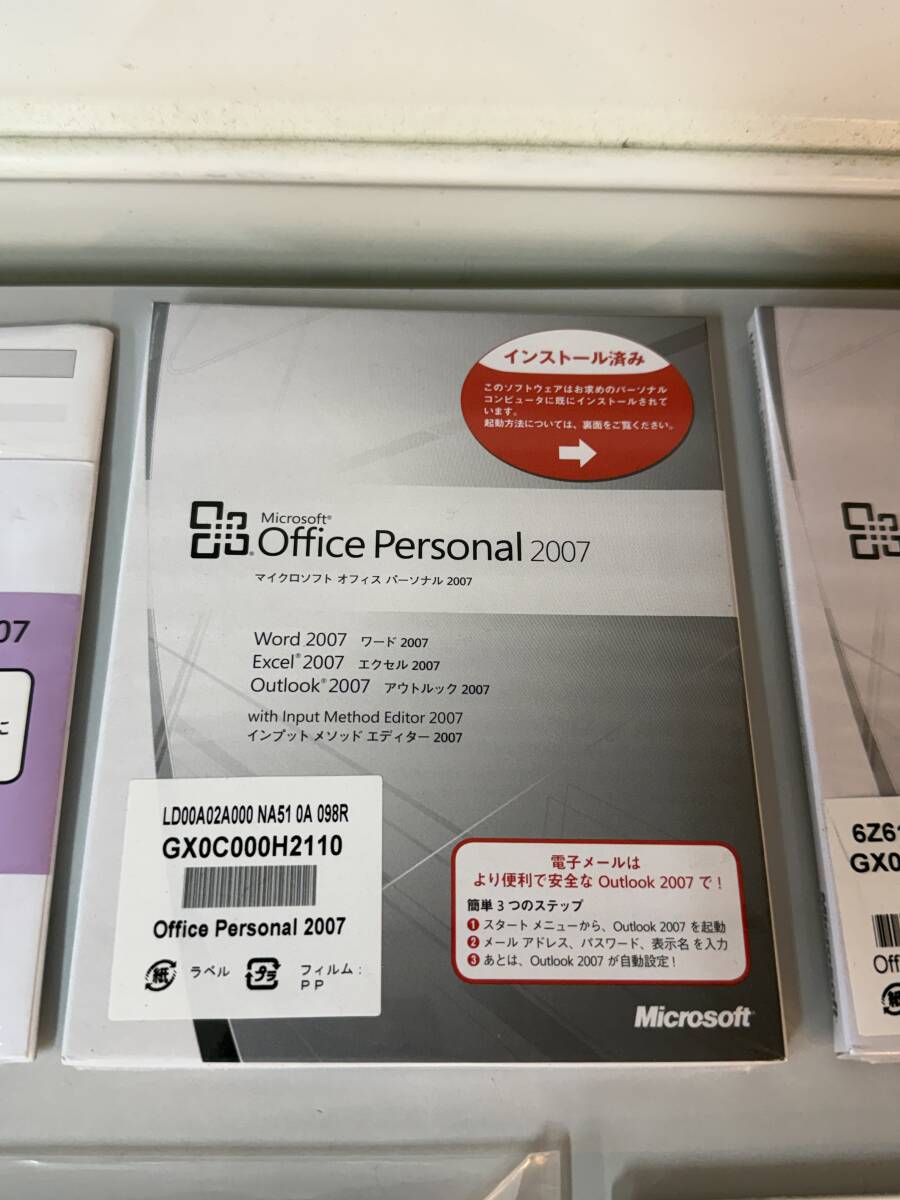 インストール済み
このソフトウェアはお求めのパーソナル
コンピュータに既にインストールされて
います。
起動方法については、裏面をご覧ください。
Microsoft®
Office Personal 2007
マイクロソフト オフィス パーソナル 2007
Word 2007 ワード 2007
Excel® 2007 エクセル 2007
Outlook® 2007 アウトルック 2007
with Input Method Editor 2007
インプット メソッド エディター 2007
LD00A02A000 NA51 0A 098R
GX0C000H2110
Office Personal 2007
紙 ラベル プラ フィルム：
PP
電子メールは
より便利で安全な Outlook 2007 で！
簡単 3 つのステップ
1 スタート メニューから、Outlook 2007 を起動
2 メール アドレス、パスワード、表示名 を入力
3 あとは、Outlook 2007 が自動設定！
Microsoft
07
に
6Z61
GX0
Off
紙